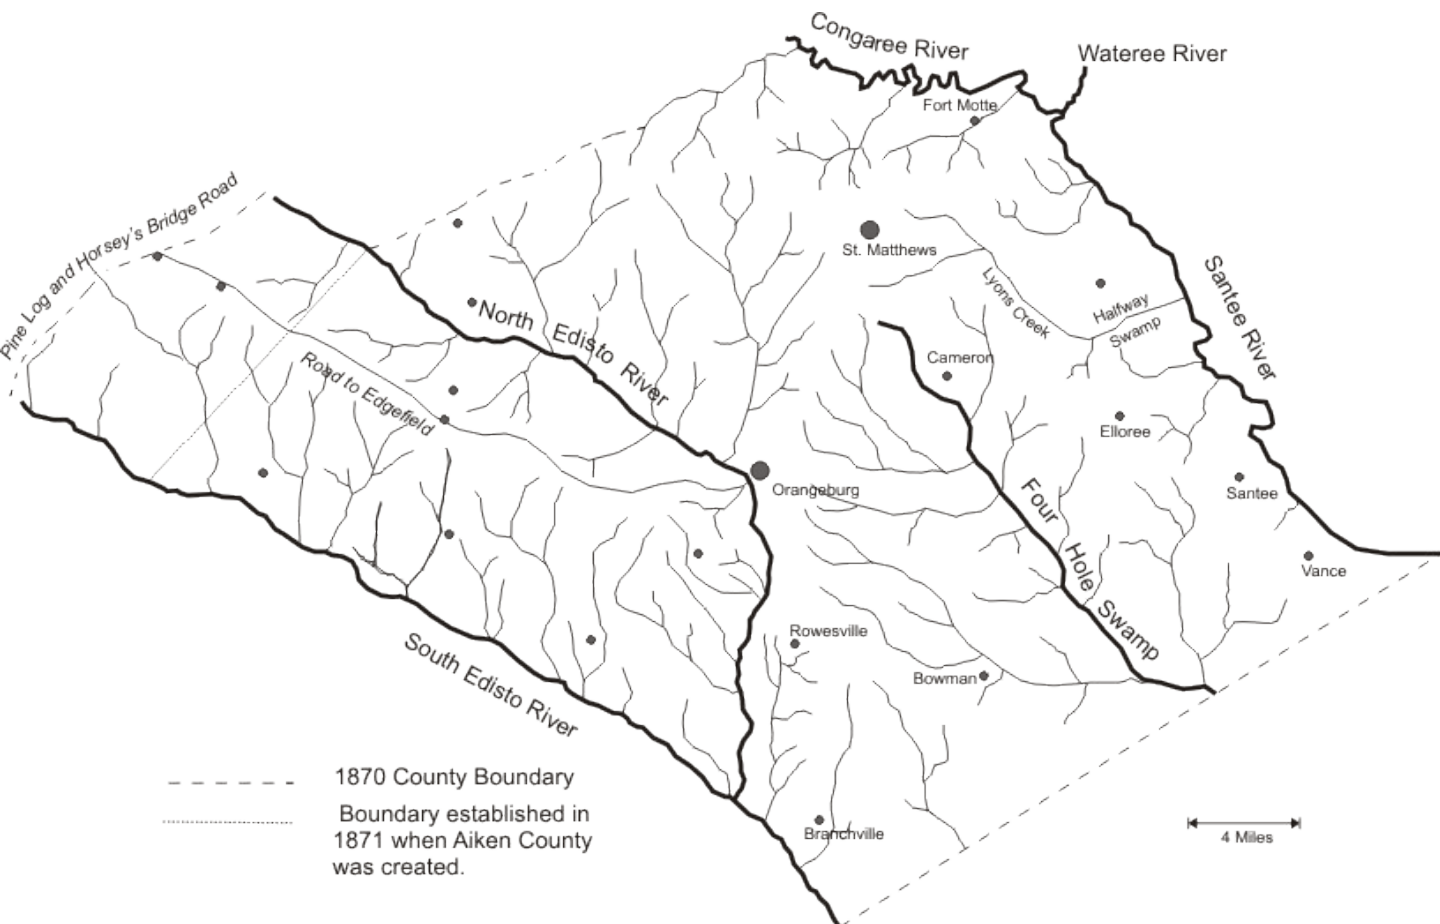 Congaree River
Wateree River
Fort Motte
Pine Log and Horsey's Bridge Road
St. Matthews
Santee River
Lyons Creek
Halfway
Swamp
North Edisto River
Cameron
Road to Edgefield
Elloree
Orangeburg
Santee
Four Hole Swamp
Vance
Rowesville
Bowman
South Edisto River
1870 County Boundary
Boundary established in
1871 when Aiken County
was created.
Branchville
4 Miles